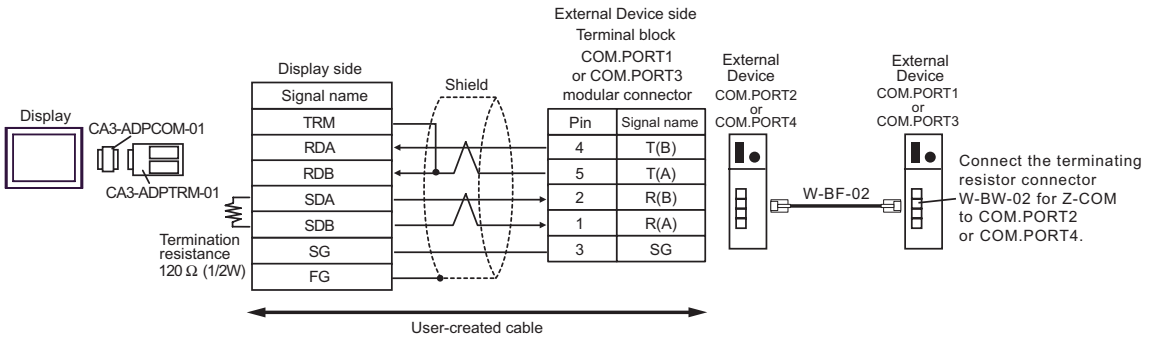 Display
CA3-ADPCOM-01
CA3-ADPTRM-01
Display side
Signal name
TRM
RDA
RDB
SDA
SDB
SG
FG
Termination
resistance
120 Ω (1/2W)
Shield
External Device side
Terminal block
COM.PORT1
or COM.PORT3
modular connector
Pin Signal name
4 T(B)
5 T(A)
2 R(B)
1 R(A)
3 SG
User-created cable
External
Device
COM.PORT2
or
COM.PORT4
W-BF-02
External
Device
COM.PORT1
or
COM.PORT3
Connect the terminating
resistor connector
W-BW-02 for Z-COM
to COM.PORT2
or COM.PORT4.